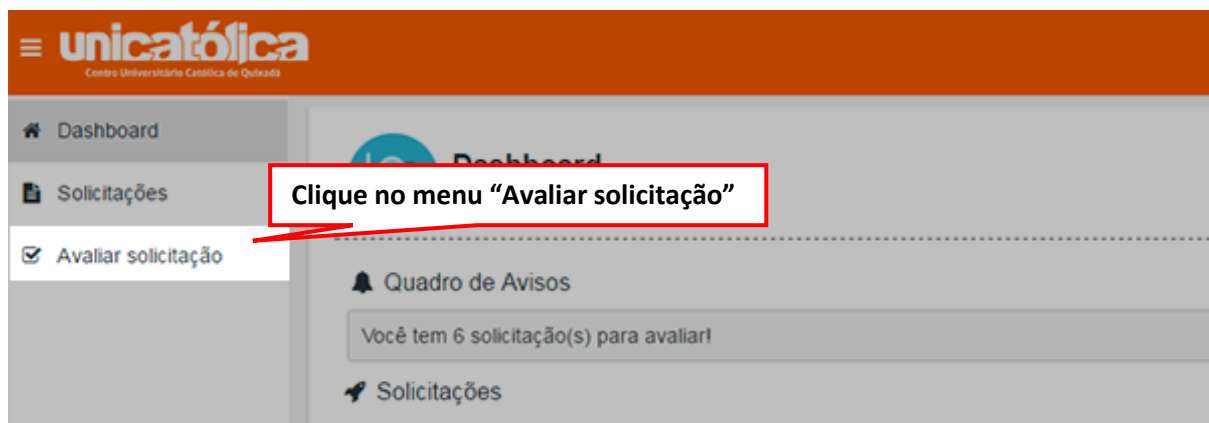 unicatólica
Centro Universitário Católica de Quixadá
Dashboard
Solicitações
Avaliar solicitação
Dashboard
Clique no menu “Avaliar solicitação”
Quadro de Avisos
Você tem 6 solicitação(s) para avaliar!
Solicitações